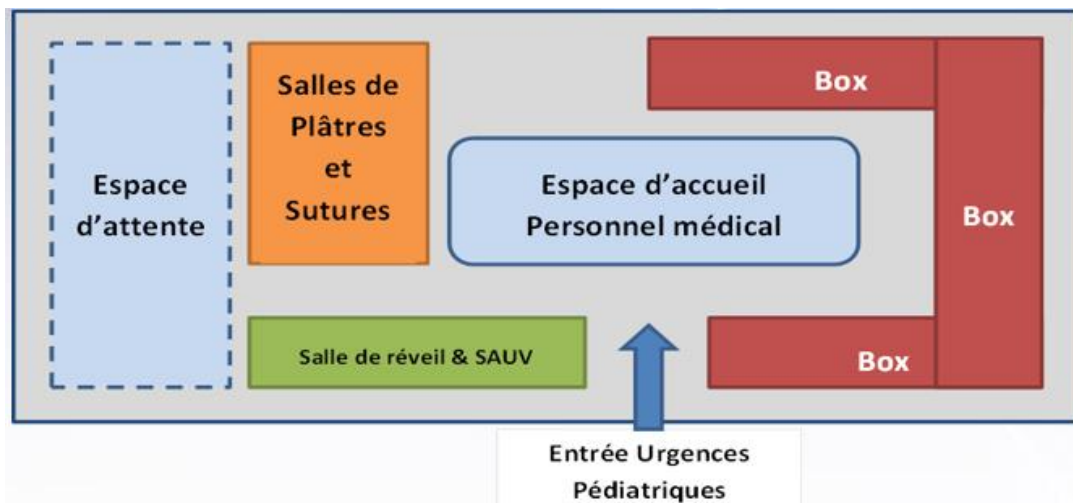 Espace
d'attente
Salles de
Plâtres
et
Sutures
Espace d'accueil
Personnel médical
Box
Box
Box
Salle de réveil & SAUV
Entrée Urgences
Pédiatriques